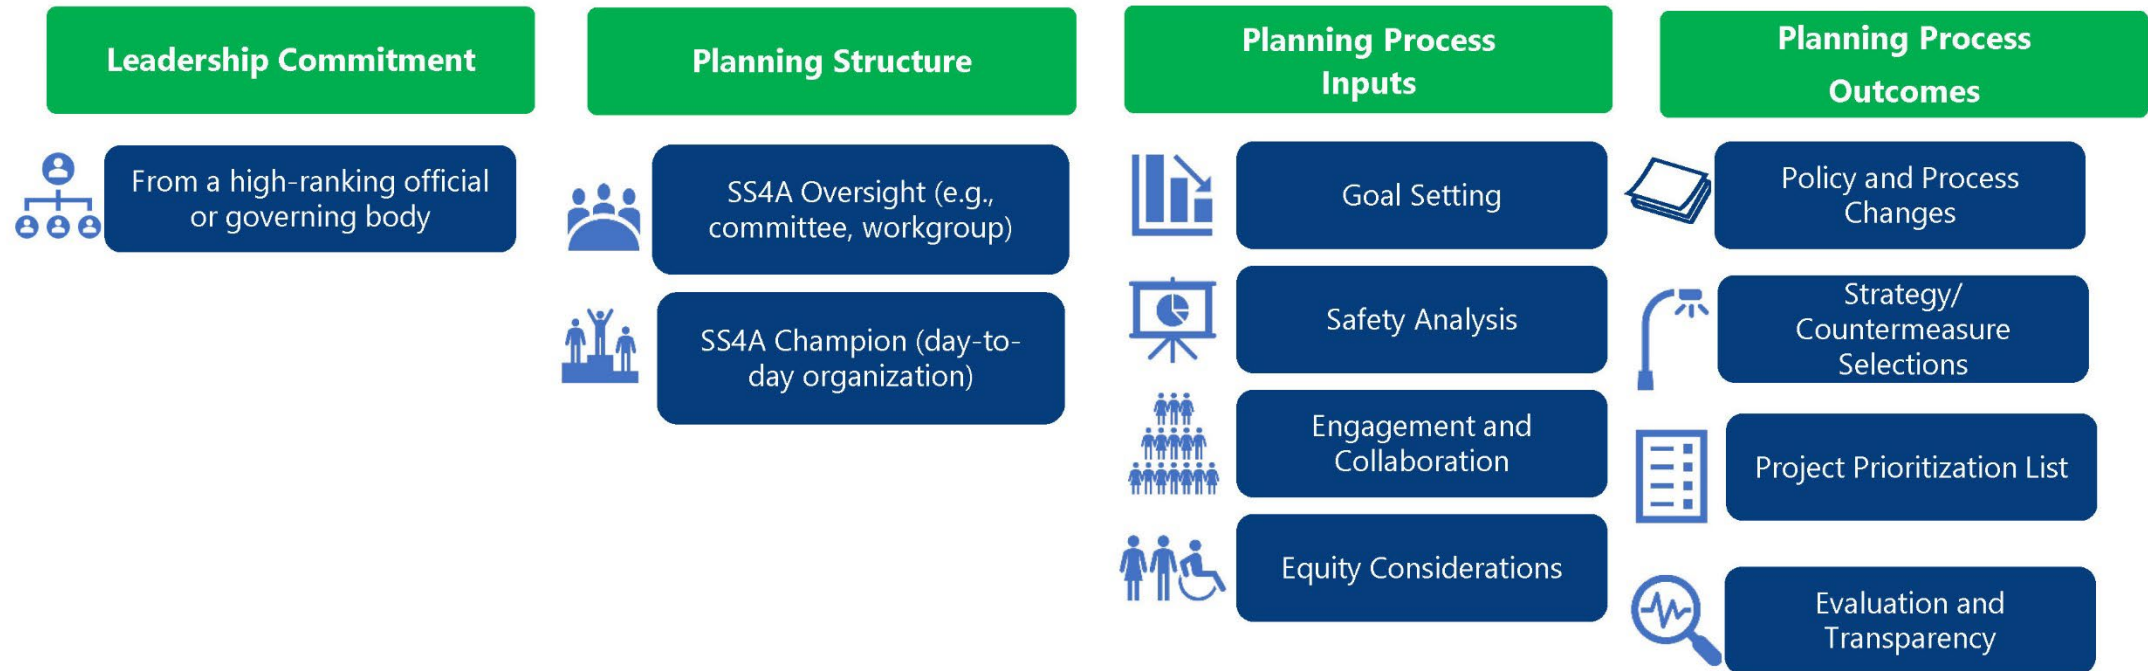 Leadership Commitment
From a high-ranking official
or governing body
Planning Structure
SS4A Oversight (e.g.,
committee, workgroup)
SS4A Champion (day-to-
day organization)
Planning Process
Inputs
Goal Setting
Safety Analysis
Engagement and
Collaboration
Equity Considerations
Planning Process
Outcomes
Policy and Process
Changes
Strategy/
Countermeasure
Selections
Project Prioritization List
Evaluation and
Transparency